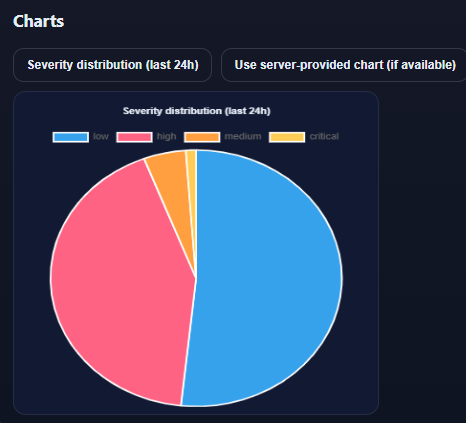 Charts
Severity distribution (last 24h) Use server-provided chart (if available)
Severity distribution (last 24h)
low high medium critical